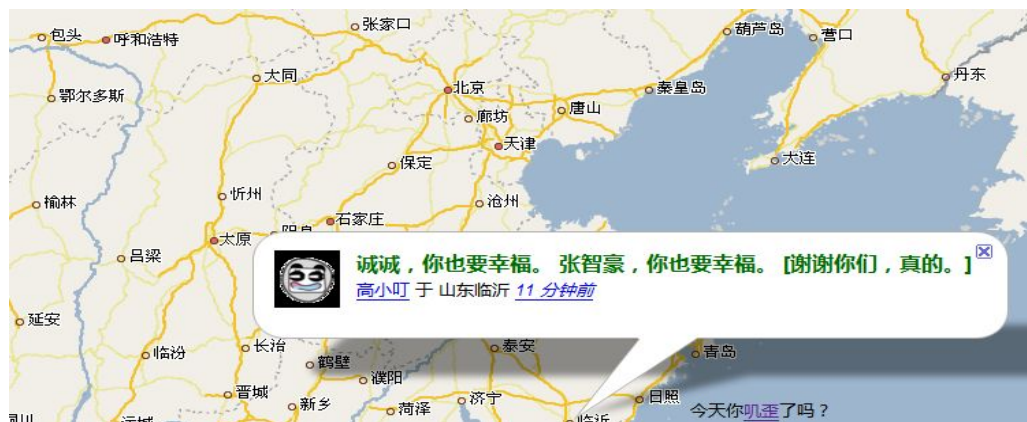 包头
呼和浩特
张家口
葫芦岛
营口
大同
北京
秦皇岛
丹东
鄂尔多斯
廊坊
唐山
天津
保定
大连
榆林
忻州
沧州
石家庄
太原
吕梁
诚诚，你也要幸福。 张智豪，你也要幸福。 [谢谢你们，真的。]
高小叮 于 山东临沂 11 分钟前
延安
临汾
长治
鹤壁
泰安
青岛
濮阳
晋城
新乡
菏泽
济宁
日照
临沂
今天你叽歪了吗？